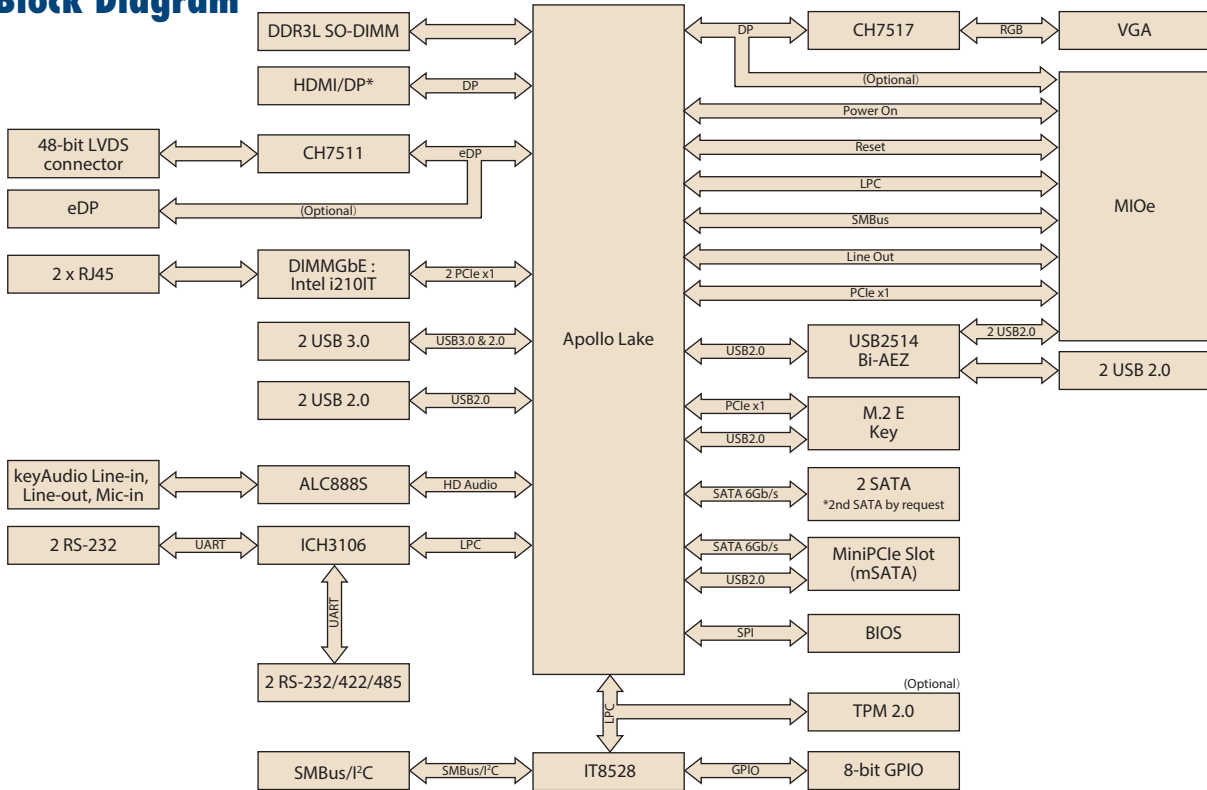 Block Diagram
DDR3L SO-DIMM
HDMI/DP*
DP
48-bit LVDS
connector
CH7511
eDP
eDP
(Optional)
2 x RJ45
DIMMGbE :
Intel i210IT
2 PCIe x1
2 USB 3.0
USB3.0 & 2.0
2 USB 2.0
USB2.0
keyAudio Line-in,
Line-out, Mic-in
ALC888S
HD Audio
2 RS-232
UART
ICH3106
LPC
UART
2 RS-232/422/485
SMBus/I²C
SMBus/I²C
Apollo Lake
LPC
IT8528
DP
CH7517
RGB
VGA
(Optional)
Power On
Reset
LPC
SMBus
Line Out
PCIe x1
MIOe
USB2.0
USB2514
Bi-AEZ
2 USB2.0
2 USB 2.0
PCIe x1
USB2.0
M.2 E
Key
SATA 6Gb/s
2 SATA
*2nd SATA by request
SATA 6Gb/s
USB2.0
MiniPCIe Slot
(mSATA)
SPI
BIOS
(Optional)
TPM 2.0
GPIO
8-bit GPIO